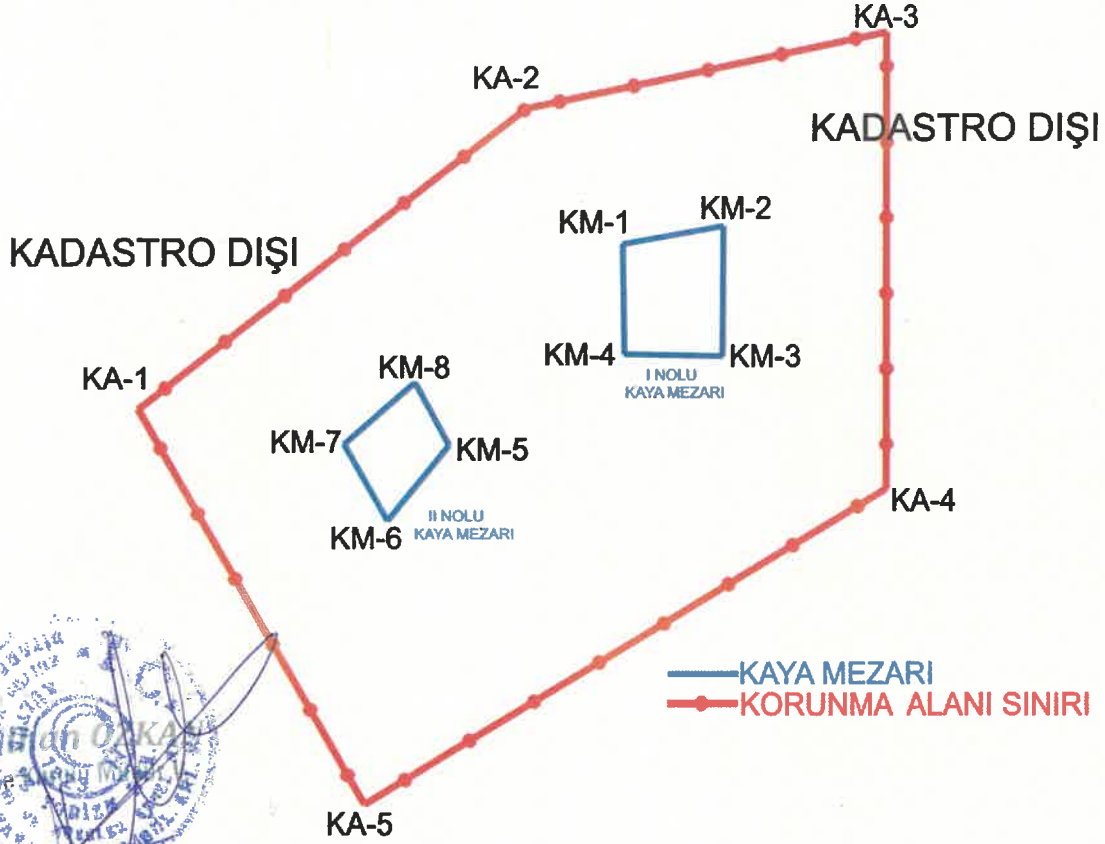 KA-3
KA-2
KADASTRO DIŞI
KM-1
KM-2
KADASTRO DIŞI
KM-4
KM-3
I NOLU
KAYA MEZARI
KA-1
KM-8
KM-7
KM-5
KM-6
II NOLU
KAYA MEZARI
KA-4
KAYA MEZARI
KORUNMA ALANI SINIRI
KA-5